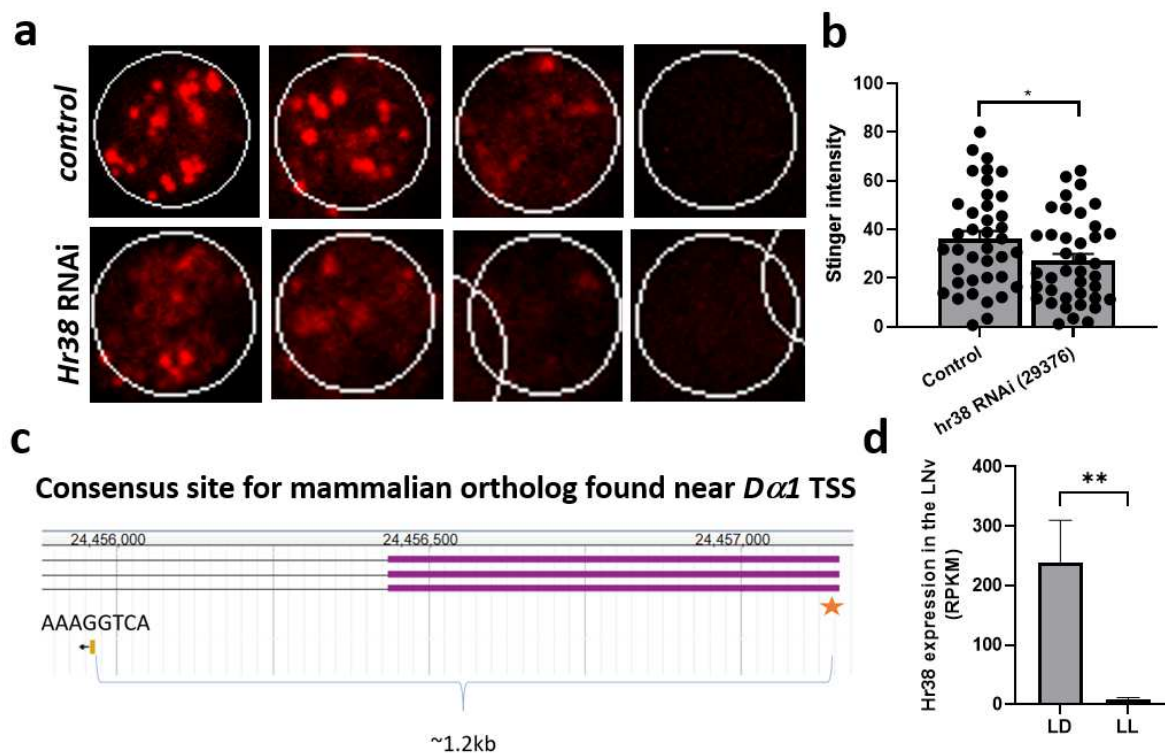 a
control
Hr38 RNAi
b
Stinger intensity
100
80
60
40
20
0
*
Control
hr38 RNAi (29376)
c
Consensus site for mammalian ortholog found near Dα1 TSS
24,456,000 24,456,500 24,457,000
AAAGGTCA
~1.2kb
d
Hr38 expression in the LNv
(RPKM)
400
300
200
100
0
**
LD LL